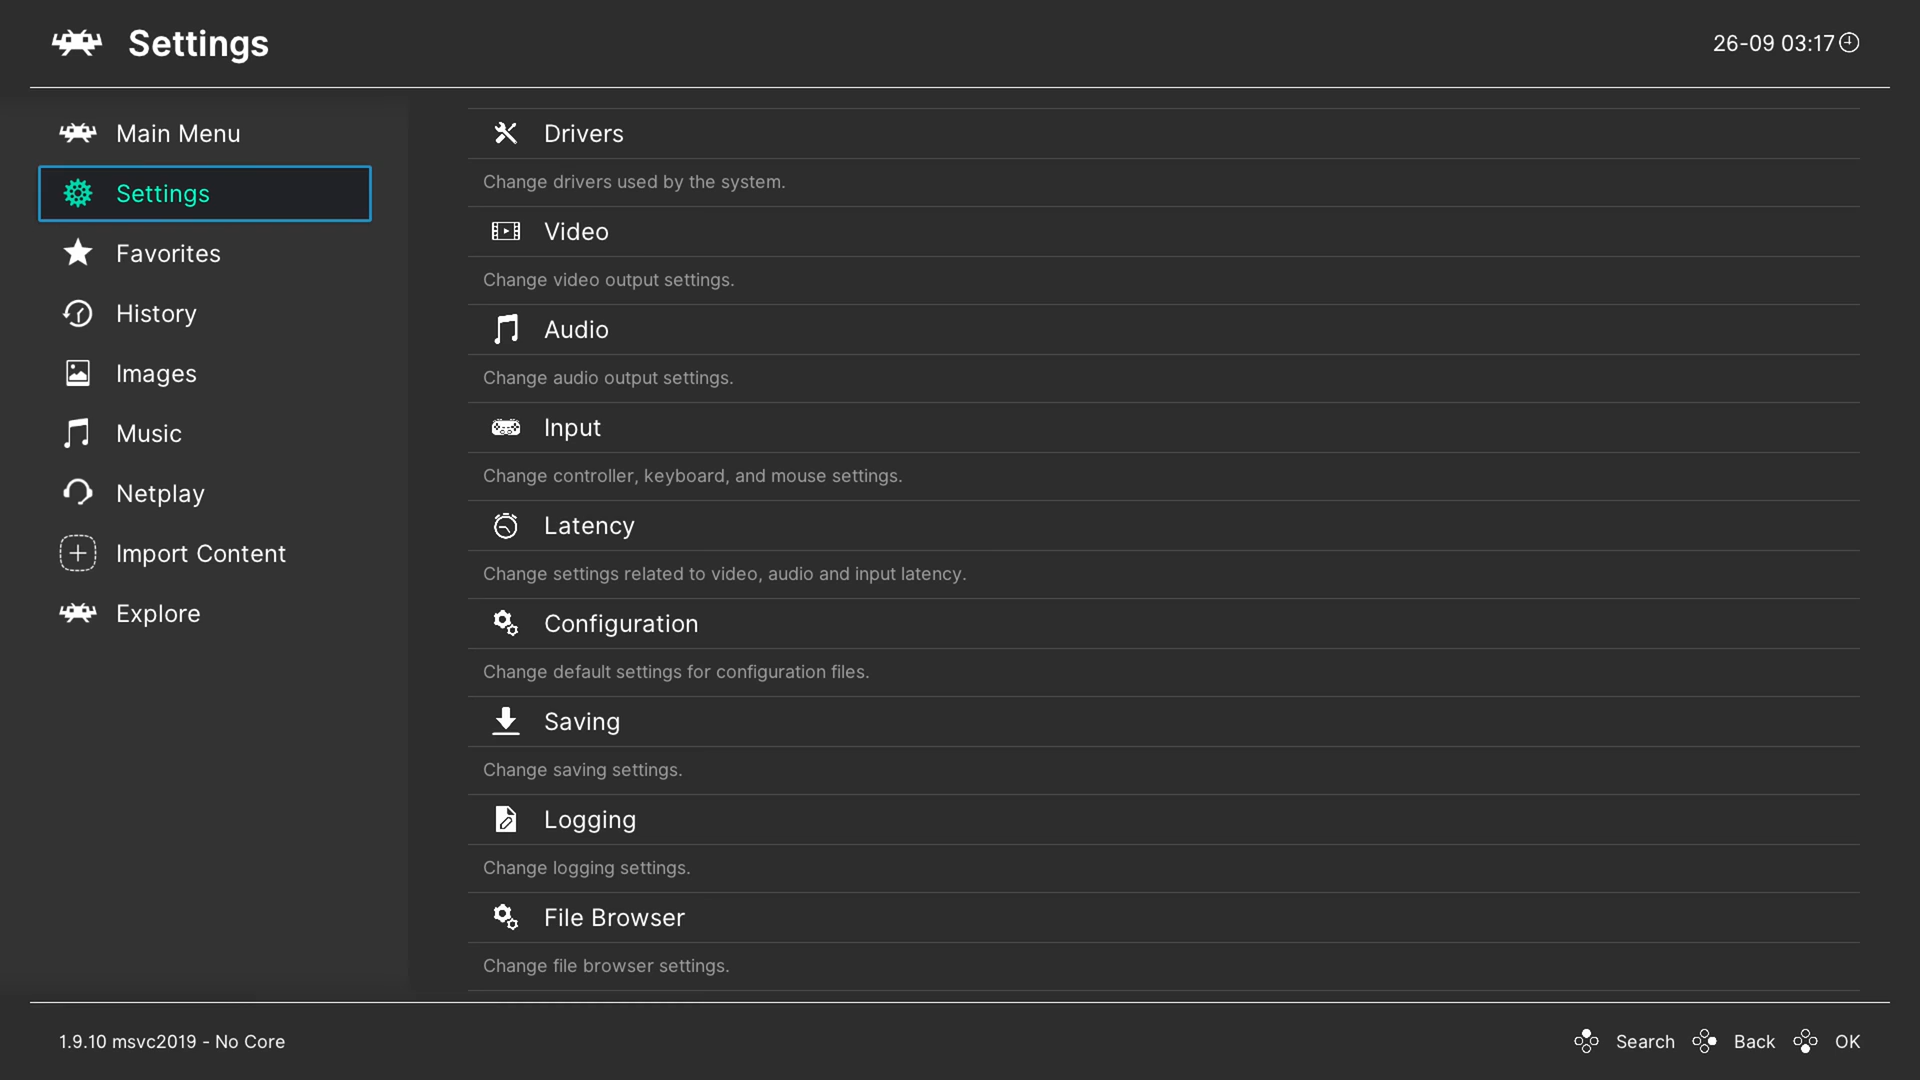 Settings
26-09 03:17
Main Menu
Settings
Favorites
History
Images
Music
Netplay
Import Content
Explore
Drivers
Change drivers used by the system.
Video
Change video output settings.
Audio
Change audio output settings.
Input
Change controller, keyboard, and mouse settings.
Latency
Change settings related to video, audio and input latency.
Configuration
Change default settings for configuration files.
Saving
Change saving settings.
Logging
Change logging settings.
File Browser
Change file browser settings.
1.9.10 msvc2019 - No Core
Search Back OK